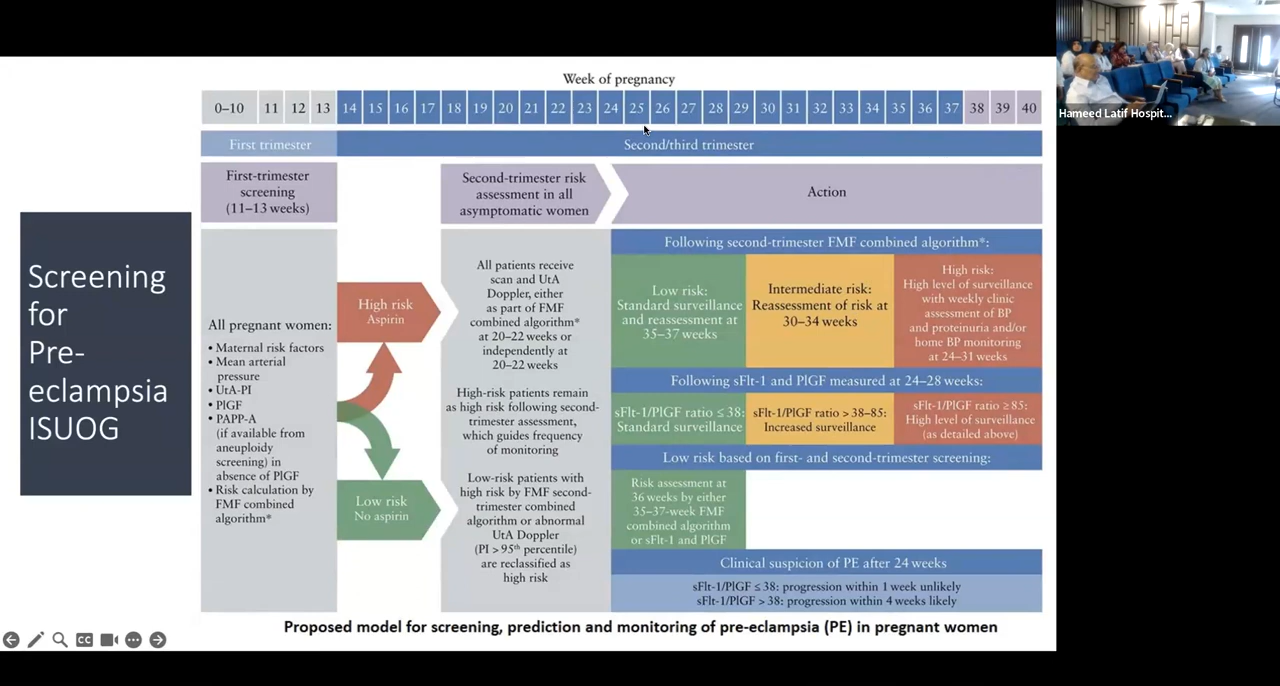 Week of pregnancy
0–10 11 12 13 14 15 16 17 18 19 20 21 22 23 24 25 26 27 28 29 30 31 32 33 34 35 36 37 38 39 40
First trimester
Second/third trimester
First-trimester
screening
(11–13 weeks)
Second-trimester risk
assessment in all
asymptomatic women
Action
Screening
for
Pre-
eclampsia
ISUOG
All pregnant women:
• Maternal risk factors
• Mean arterial
pressure
• UtA-PI
• PlGF
• PAPP-A
(if available from
aneuploidy
screening) in
absence of PlGF
• Risk calculation by
FMF combined
algorithm*
High risk
Aspirin
Low risk
No aspirin
All patients receive
scan and UtA
Doppler, either
as part of FMF
combined algorithm*
at 20–22 weeks or
independently at
20–22 weeks
High-risk patients remain
as high risk following second-
trimester assessment,
which guides frequency
of monitoring
Low-risk patients with
high risk by FMF second-
trimester combined
algorithm or abnormal
UtA Doppler
(PI > 95th percentile)
are reclassified as
high risk
Following second-trimester FMF combined algorithm*:
Low risk:
Standard surveillance
and reassessment at
35–37 weeks
Intermediate risk:
Reassessment of risk at
30–34 weeks
High risk:
High level of surveillance
with weekly clinic
assessment of BP
and proteinuria and/or
home BP monitoring
at 24–31 weeks
Following sFlt-1 and PlGF measured at 24–28 weeks:
sFlt-1/PlGF ratio ≤ 38:
Standard surveillance
sFlt-1/PlGF ratio > 38–85:
Increased surveillance
sFlt-1/PlGF ratio ≥ 85:
High level of surveillance
(as detailed above)
Low risk based on first- and second-trimester screening:
Risk assessment at
36 weeks by either
35–37-week FMF
combined algorithm
or sFlt-1 and PlGF
Clinical suspicion of PE after 24 weeks
sFlt-1/PlGF ≤ 38: progression within 1 week unlikely
sFlt-1/PlGF > 38: progression within 4 weeks likely
Proposed model for screening, prediction and monitoring of pre-eclampsia (PE) in pregnant women
CC
Hameed Latif Hospit...